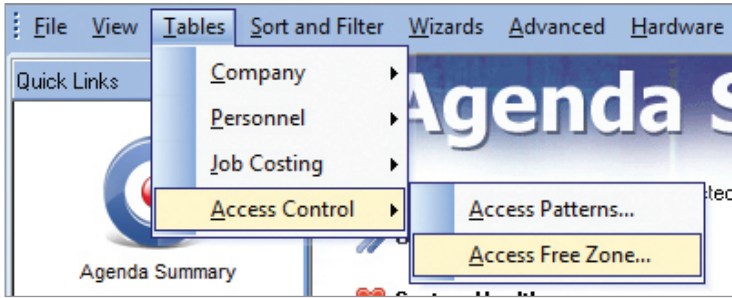 File View Tables Sort and Filter Wizards Advanced Hardware
Quick Links
Company
Agenda S
Personnel
Job Costing
Access Control
Access Patterns...
Access Free Zone...
Agenda Summary